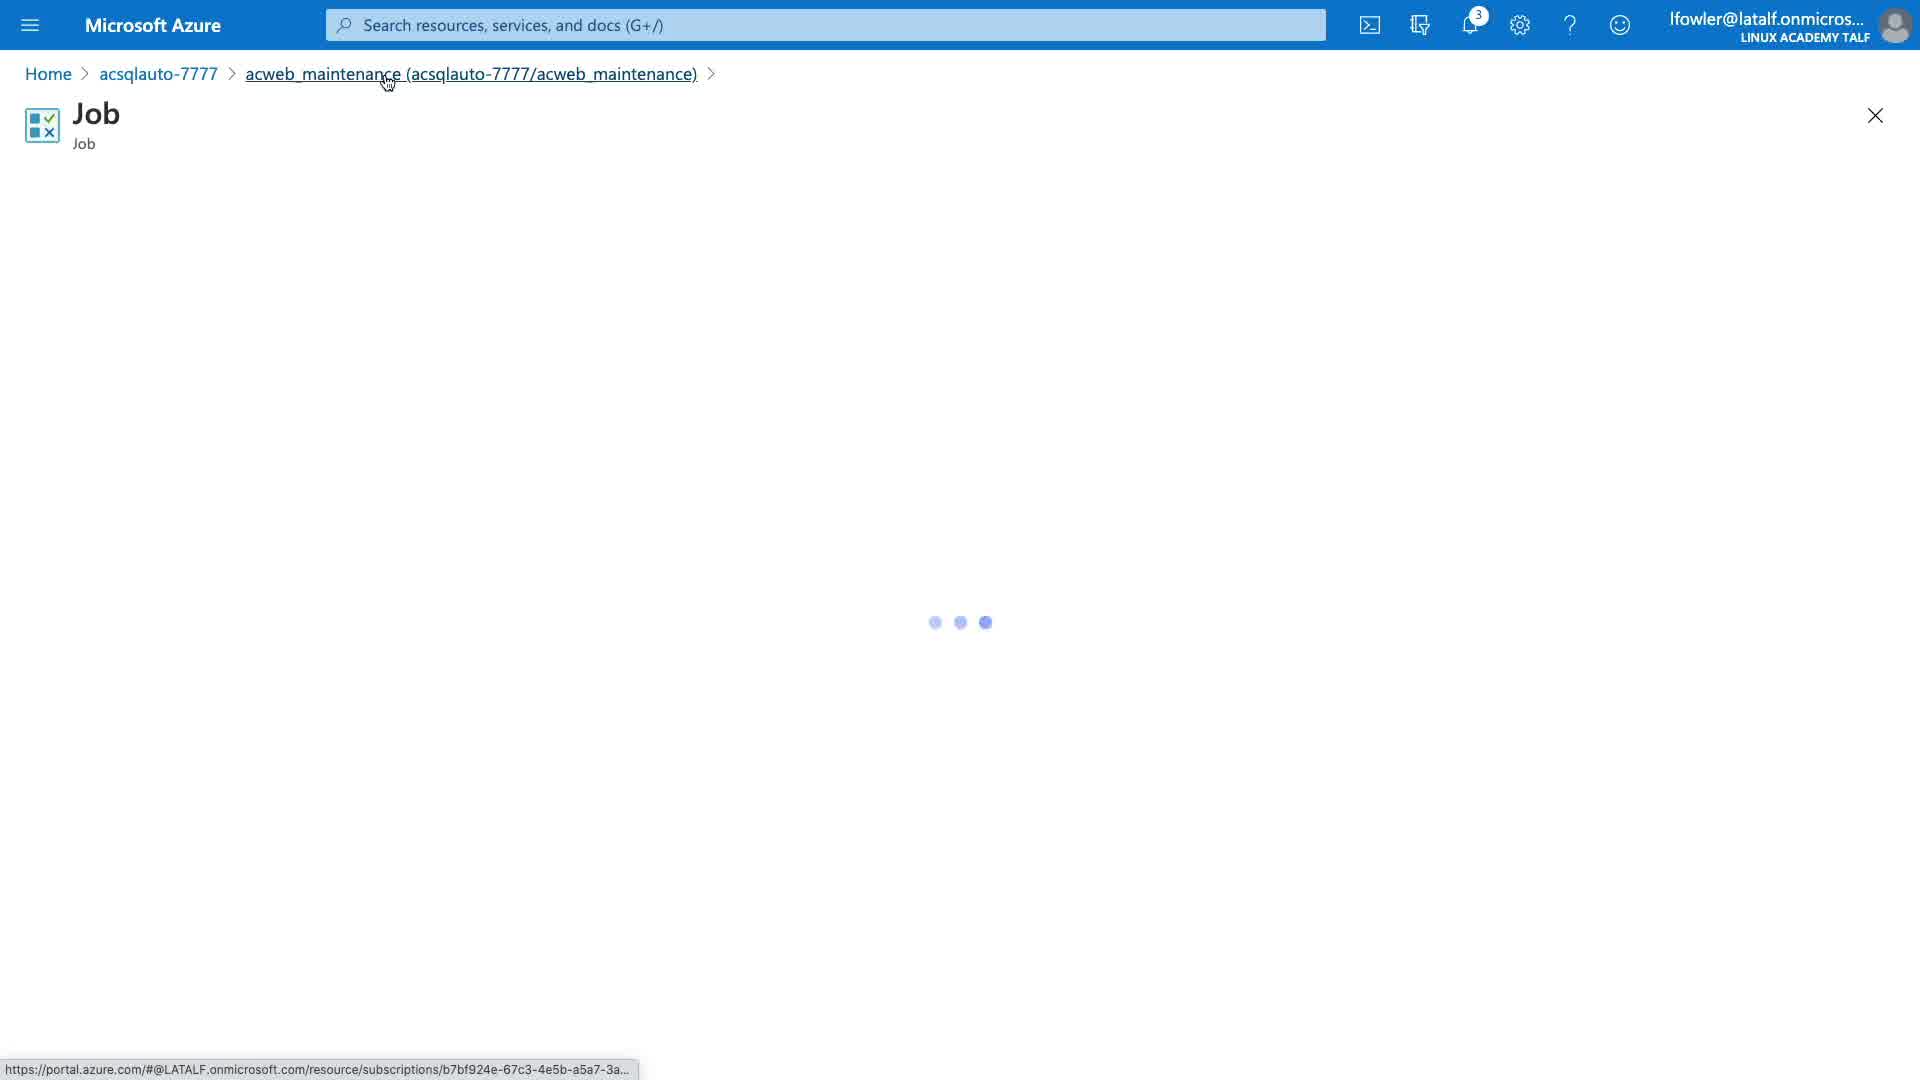 Microsoft Azure
Search resources, services, and docs (G+/)
3
lfowler@latalf.onmicros...
LINUX ACADEMY TALF
Home > acsqlauto-7777 > acweb_maintenance (acsqlauto-7777/acweb_maintenance) >
Job
Job
https://portal.azure.com/#@LATALF.onmicrosoft.com/resource/subscriptions/b7bf924e-67c3-4e5b-a5a7-3a...